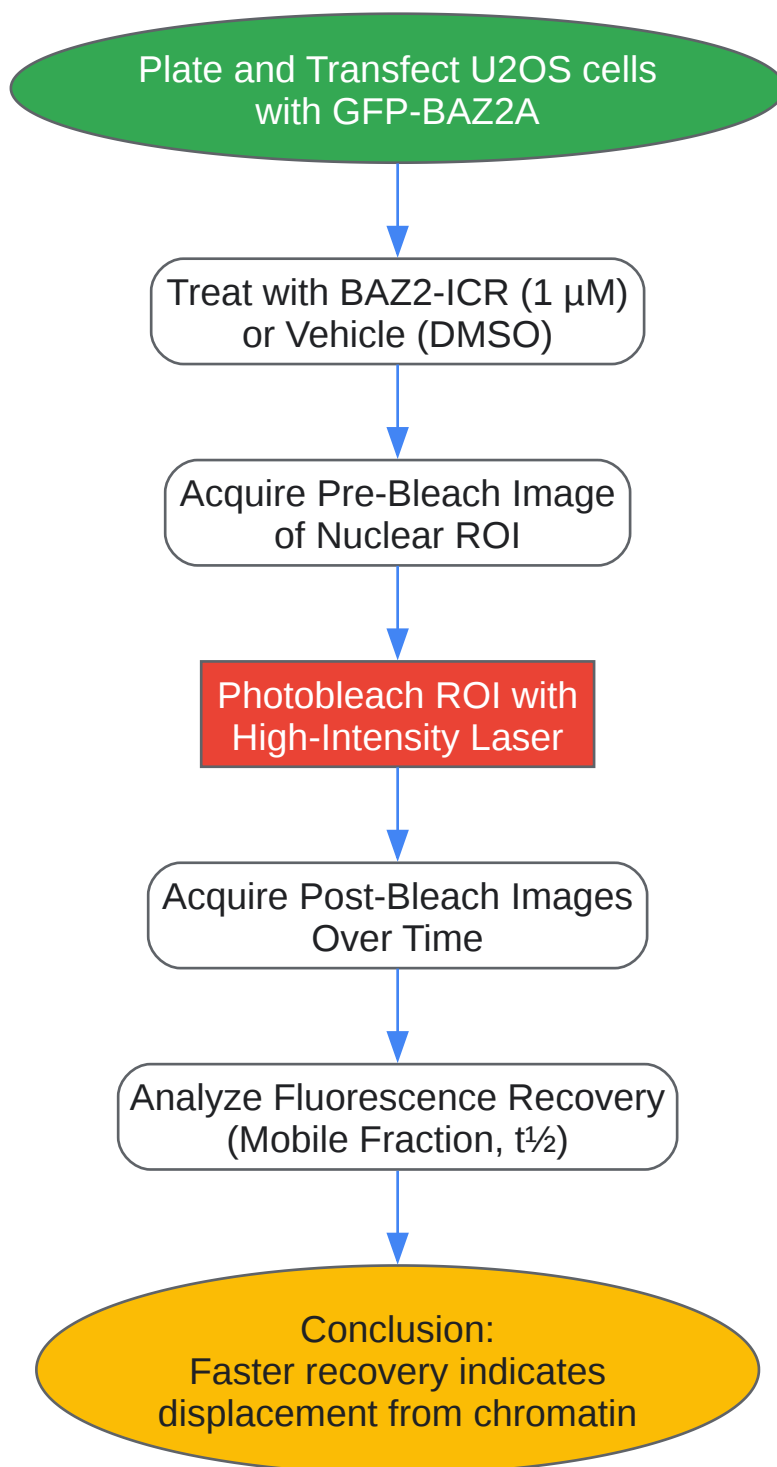 Plate and Transfect U2OS cells
with GFP-BAZ2A
Treat with BAZ2-ICR (1 µM)
or Vehicle (DMSO)
Acquire Pre-Bleach Image
of Nuclear ROI
Photobleach ROI with
High-Intensity Laser
Acquire Post-Bleach Images
Over Time
Analyze Fluorescence Recovery
(Mobile Fraction, t½)
Conclusion:
Faster recovery indicates
displacement from chromatin